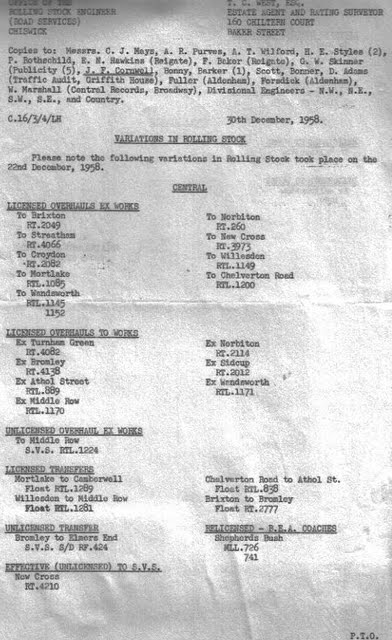 OFFICE OF THE
ROLLING STOCK ENGINEER
(ROAD SERVICES)
CHISWICK
T. C. WEST, ESQ.
ESTATE AGENT AND RATING SURVEYOR
160 CHILTERN COURT
BAKER STREET
Copies to: Messrs. C. J. Mays, A. R. Purves, A. T. Wilford, H. E. Styles (2),
P. Rothschild, E. N. Hawkins (Reigate), F. Baker (Reigate), G. W. Skinner
(Publicity (5), J. F. Cornwell, Bonny, Barker (1), Scott, Bonner, D. Adams
(Traffic Audit, Griffith House), Fuller (Aldenham), Fersdick (Aldenham),
W. Marshall (Central Records, Broadway), Divisional Engineers - N.W., N.E.,
S.W., S.E., and Country.
C.16/3/4/LH
30th December, 1958.
VARIATIONS IN ROLLING STOCK
Please note the following variations in Rolling Stock took place on the
22nd December, 1958.
CENTRAL
LICENSED OVERHAULS EX WORKS
To Brixton
RT.2049
To Streatham
RT.4066
To Croydon
RT.2082
To Mortlake
RTL.1085
To Wandsworth
RTL.1145
1152
To Norbiton
RT.260
To New Cross
RT.3973
To Willesden
RTL.1149
To Chelverton Road
RTL.1200
LICENSED OVERHAULS TO WORKS
Ex Turnham Green
RT.4082
Ex Bromley
RT.4138
Ex Athol Street
RTL.889
Ex Middle Row
RTL.1170
Ex Norbiton
RT.2114
Ex Sidcup
RT.2012
Ex Wandsworth
RTL.1171
UNLICENSED OVERHAUL EX WORKS
To Middle Row
S.V.S. RTL.1224
LICENSED TRANSFERS
Mortlake to Camberwell
Float RTL.1289
Willesden to Middle Row
Float RTL.1281
Chelverton Road to Athol St.
Float RTL.838
Brixton to Bromley
Float RT.2777
UNLICENSED TRANSFER
Bromley to Elmers End
S.V.S. S/D RF.424
RELICENSED - B.E.A. COACHES
Shepherds Bush
MLL.726
741
EFFECTIVE (UNLICENSED) TO S.V.S.
New Cross
RT.4210
P.T.O.